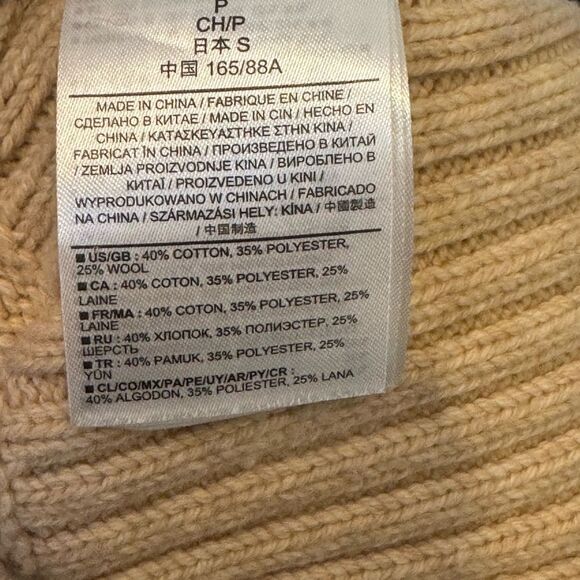 P
CH/P
日本 S
中国 165/88A
MADE IN CHINA / FABRIQUE EN CHINE /
СДЕЛАНО В КИТАЕ / MADE IN CIN / HECHO EN
CHINA / ΚΑΤΑΣΚΕΥΑΣΤΗΚΕ ΣΤΗΝ ΚΙΝΑ /
FABRICAT ÎN CHINA / ПРОИЗВЕДЕНО В КИТАЙ
/ ZEMLJA PROIZVODNJE KINA / ВИРОБЛЕНО В
КИТАЇ / PROIZVEDENO U KINI /
WYPRODUKOWANO W CHINACH / FABRICADO
NA CHINA / SZÁRMAZÁSI HELY: KÍNA / 中國製造
/ 中国制造
■ US/GB : 40% COTTON, 35% POLYESTER,
25% WOOL
■ CA : 40% COTON, 35% POLYESTER, 25%
LAINE
■ FR/MA : 40% COTON, 35% POLYESTER, 25%
LAINE
■ RU : 40% ХЛОПОК, 35% ПОЛИЭСТЕР, 25%
ШЕРСТЬ
■ TR : 40% PAMUK, 35% POLYESTER, 25%
YÜN
■ CL/CO/MX/PA/PE/UY/AR/PY/CR :
40% ALGODON, 35% POLIESTER, 25% LANA